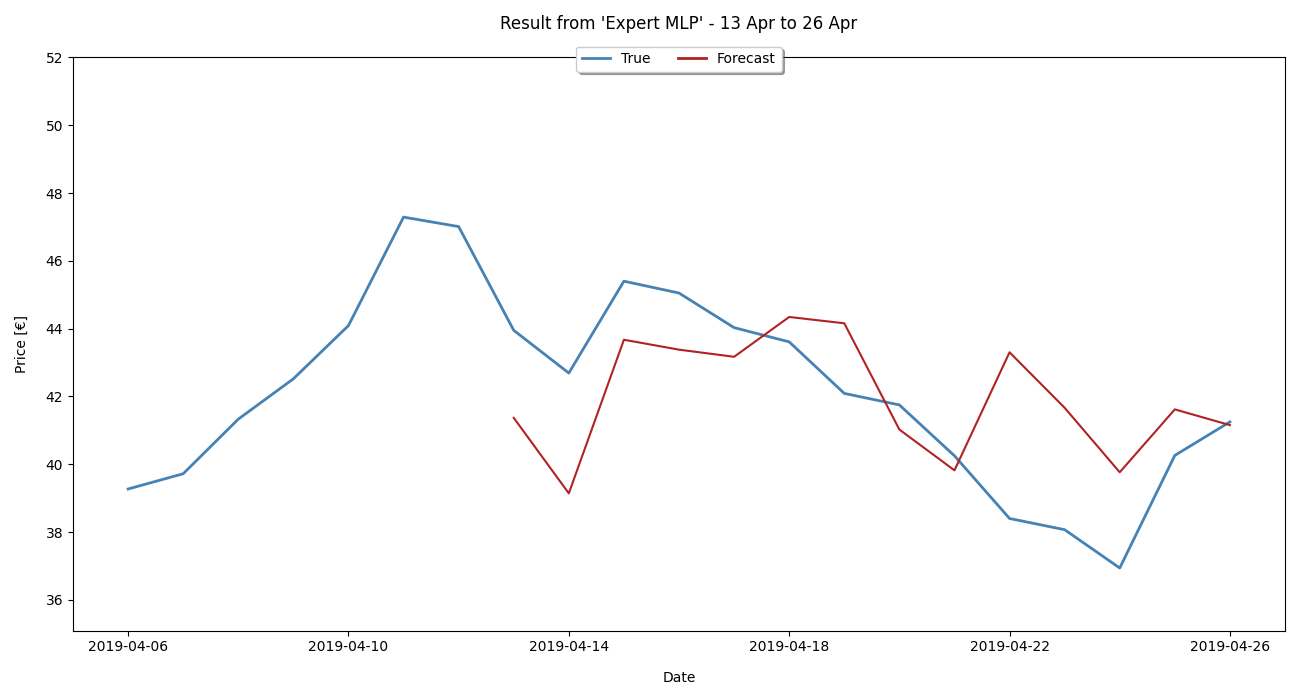 Result from 'Expert MLP' - 13 Apr to 26 Apr
True Forecast
52
50
48
46
44
42
40
38
36
Price [€]
2019-04-06 2019-04-10 2019-04-14 2019-04-18 2019-04-22 2019-04-26
Date